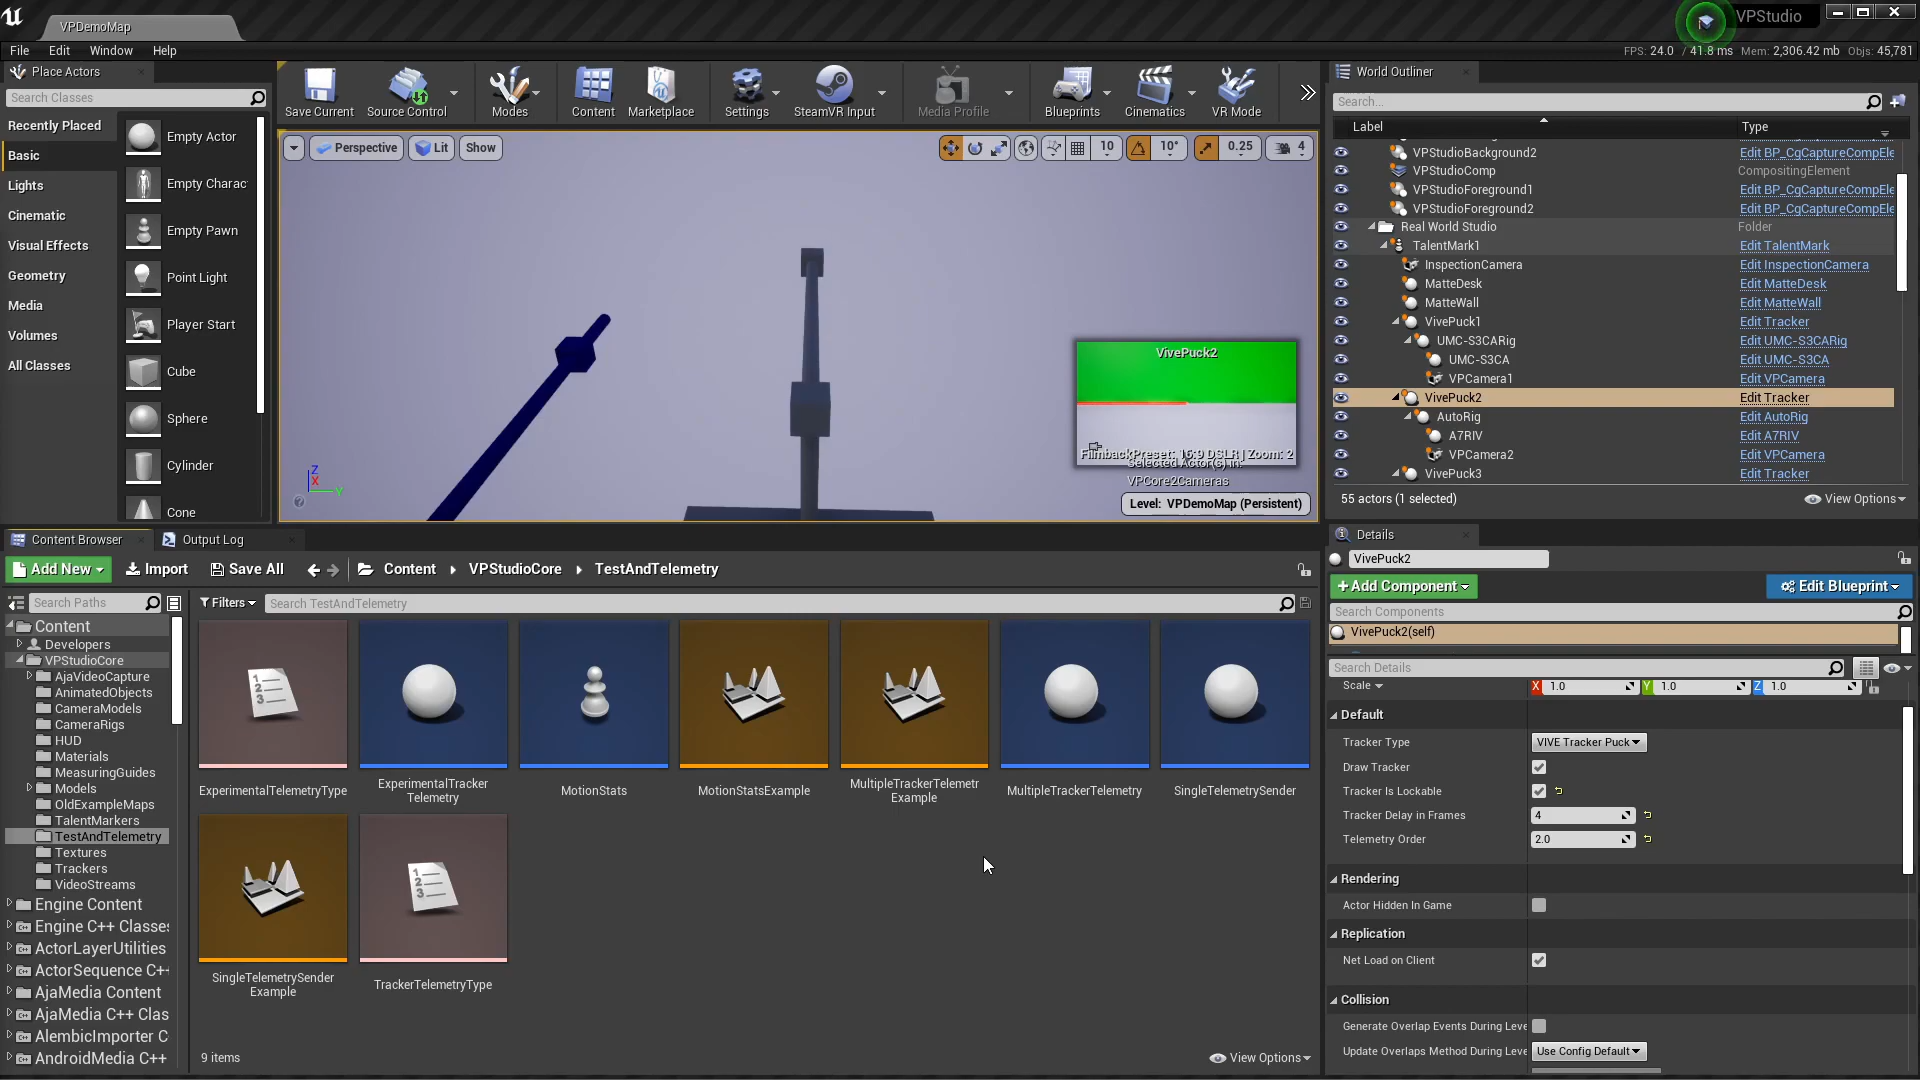 VPDemoMap
VPStudio
File Edit Window Help
FPS: 24.0 / 41.8 ms Mem: 2,306.42 mb Objs: 45,781
Place Actors
Search Classes
Recently Placed
Basic
Lights
Cinematic
Visual Effects
Geometry
Media
Volumes
All Classes
Empty Actor
Empty Charac
Empty Pawn
Point Light
Player Start
Cube
Sphere
Cylinder
Cone
Save Current
Source Control
Modes
Content
Marketplace
Settings
SteamVR Input
Media Profile
Blueprints
Cinematics
VR Mode
Perspective Lit Show
10 10° 0.25 4
VivePuck2
FilmbackPreset: 16:9 DSLR | Zoom: 2
Selected Actor(s) in:
VPCore2Cameras
Level: VPDemoMap (Persistent)
Z
X
Y
World Outliner
Search...
Label Type
VPStudioBackground2 Edit BP_CgCaptureCompEle
VPStudioComp CompositingElement
VPStudioForeground1 Edit BP_CgCaptureCompEle
VPStudioForeground2 Edit BP_CgCaptureCompEle
Real World Studio Folder
TalentMark1 Edit TalentMark
InspectionCamera Edit InspectionCamera
MatteDesk Edit MatteDesk
MatteWall Edit MatteWall
VivePuck1 Edit Tracker
UMC-S3CARig Edit UMC-S3CARig
UMC-S3CA Edit UMC-S3CA
VPCamera1 Edit VPCamera
VivePuck2 Edit Tracker
AutoRig Edit AutoRig
A7RIV Edit A7RIV
VPCamera2 Edit VPCamera
VivePuck3 Edit Tracker
55 actors (1 selected) View Options
Content Browser Output Log
Add New Import Save All Content VPStudioCore TestAndTelemetry
Search Paths
Filters Search TestAndTelemetry
Content
Developers
VPStudioCore
AjaVideoCapture
AnimatedObjects
CameraModels
CameraRigs
HUD
Materials
MeasuringGuides
Models
OldExampleMaps
TalentMarkers
TestAndTelemetry
Textures
Trackers
VideoStreams
Engine Content
Engine C++ Classes
ActorLayerUtilities
ActorSequence C++
AjaMedia Content
AjaMedia C++ Clas
AlembicImporter C
AndroidMedia C++
ExperimentalTelemetryType
ExperimentalTracker
Telemetry
MotionStats
MotionStatsExample
MultipleTrackerTelemetr
Example
MultipleTrackerTelemetry
SingleTelemetrySender
SingleTelemetrySender
Example
TrackerTelemetryType
9 items View Options
Details
VivePuck2
Add Component Edit Blueprint
Search Components
VivePuck2(self)
Search Details
Scale X 1.0 Y 1.0 Z 1.0
Default
Tracker Type VIVE Tracker Puck
Draw Tracker
Tracker Is Lockable
Tracker Delay in Frames 4
Telemetry Order 2.0
Rendering
Actor Hidden In Game
Replication
Net Load on Client
Collision
Generate Overlap Events During Leve
Update Overlaps Method During Leve Use Config Default